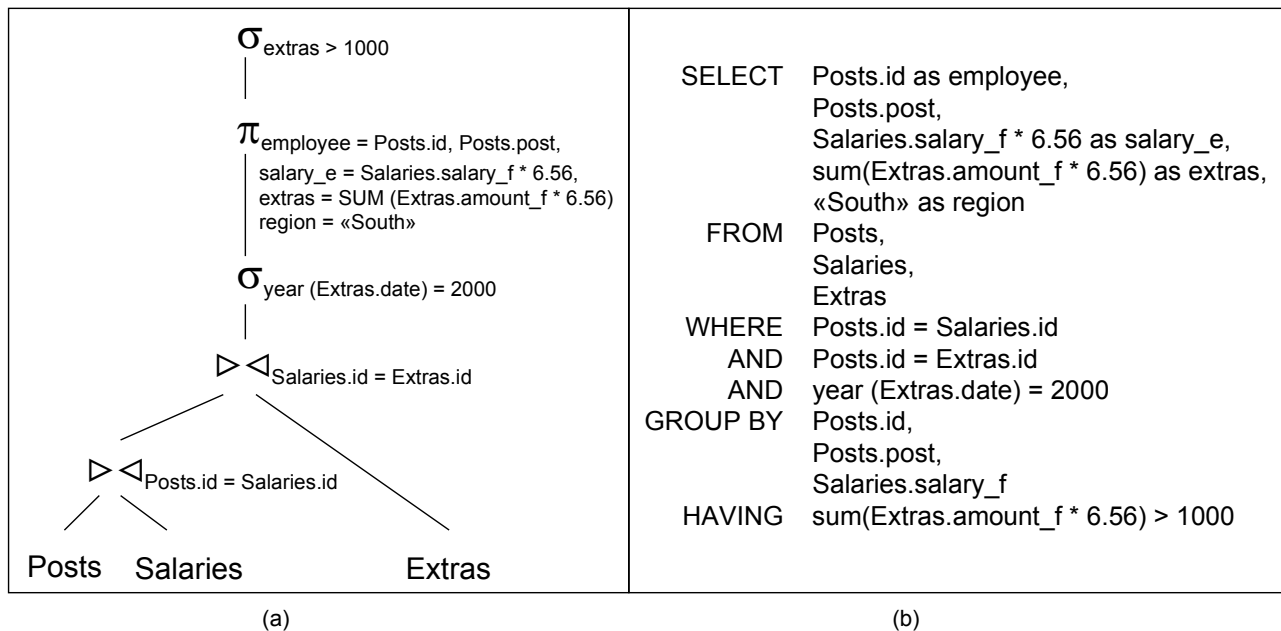 σextras > 1000
πemployee = Posts.id, Posts.post,
salary_e = Salaries.salary_f * 6.56,
extras = SUM (Extras.amount_f * 6.56)
region = «South»
σyear (Extras.date) = 2000
Salaries.id = Extras.id
Posts.id = Salaries.id
Posts Salaries Extras
(a)
SELECT Posts.id as employee,
Posts.post,
Salaries.salary_f * 6.56 as salary_e,
sum(Extras.amount_f * 6.56) as extras,
«South» as region
FROM Posts,
Salaries,
Extras
WHERE Posts.id = Salaries.id
AND Posts.id = Extras.id
AND year (Extras.date) = 2000
GROUP BY Posts.id,
Posts.post,
Salaries.salary_f
HAVING sum(Extras.amount_f * 6.56) > 1000
(b)